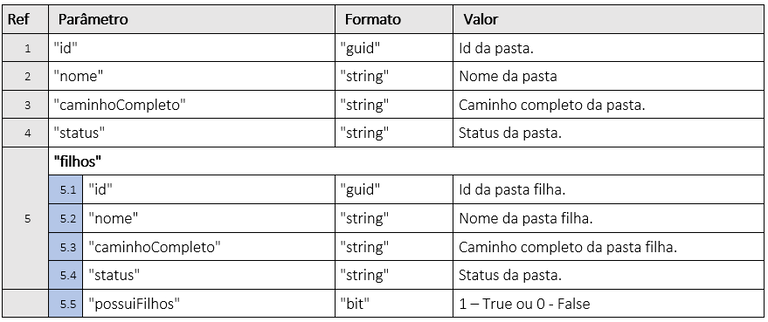 Ref Parâmetro Formato Valor
1 "id" "guid" Id da pasta.
2 "nome" "string" Nome da pasta
3 "caminhoCompleto" "string" Caminho completo da pasta.
4 "status" "string" Status da pasta.
5 "filhos"
5.1 "id" "guid" Id da pasta filha.
5.2 "nome" "string" Nome da pasta filha.
5.3 "caminhoCompleto" "string" Caminho completo da pasta filha.
5.4 "status" "string" Status da pasta.
5.5 "possuiFilhos" "bit" 1 – True ou 0 - False